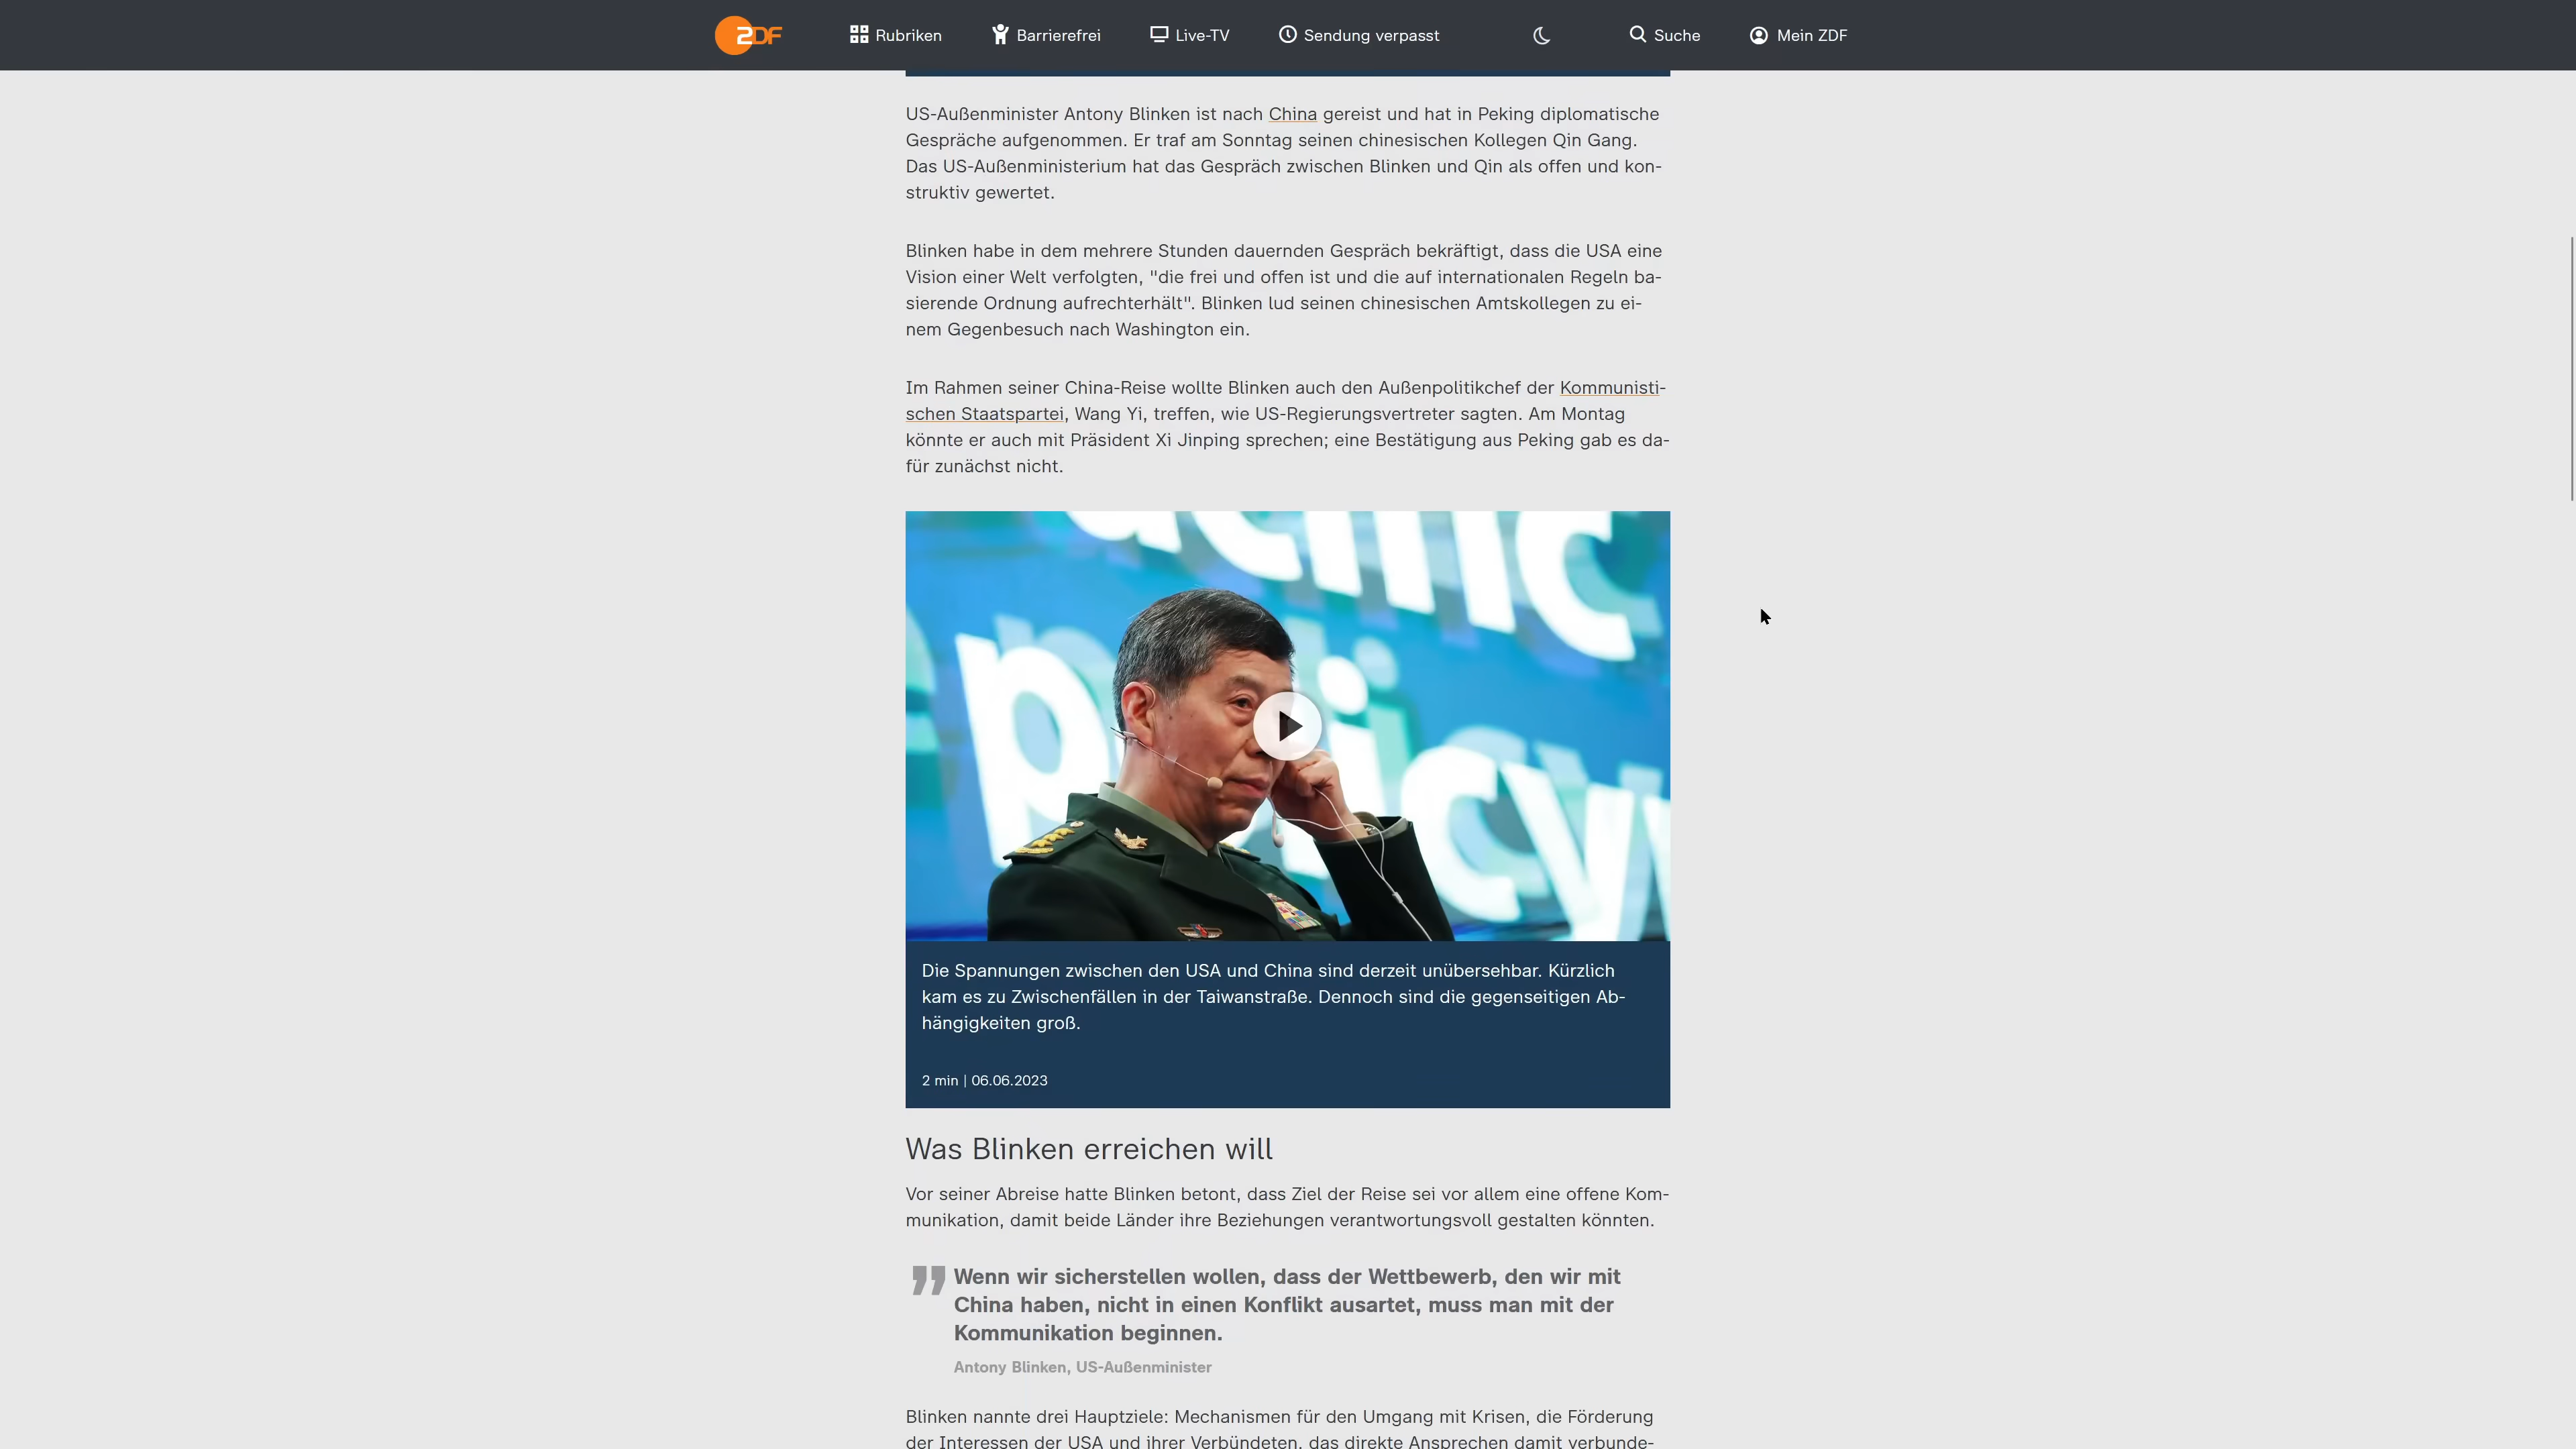 ZDF
Rubriken
Barrierefrei
Live-TV
Sendung verpasst
Suche
Mein ZDF
US-Außenminister Antony Blinken ist nach China gereist und hat in Peking diplomatische
Gespräche aufgenommen. Er traf am Sonntag seinen chinesischen Kollegen Qin Gang.
Das US-Außenministerium hat das Gespräch zwischen Blinken und Qin als offen und kon-
struktiv gewertet.
Blinken habe in dem mehrere Stunden dauernden Gespräch bekräftigt, dass die USA eine
Vision einer Welt verfolgten, "die frei und offen ist und die auf internationalen Regeln ba-
sierende Ordnung aufrechterhält". Blinken lud seinen chinesischen Amtskollegen zu ei-
nem Gegenbesuch nach Washington ein.
Im Rahmen seiner China-Reise wollte Blinken auch den Außenpolitikchef der Kommunisti-
schen Staatspartei, Wang Yi, treffen, wie US-Regierungsvertreter sagten. Am Montag
könnte er auch mit Präsident Xi Jinping sprechen; eine Bestätigung aus Peking gab es da-
für zunächst nicht.
Die Spannungen zwischen den USA und China sind derzeit unübersehbar. Kürzlich
kam es zu Zwischenfällen in der Taiwanstraße. Dennoch sind die gegenseitigen Ab-
hängigkeiten groß.
2 min | 06.06.2023
Was Blinken erreichen will
Vor seiner Abreise hatte Blinken betont, dass Ziel der Reise sei vor allem eine offene Kom-
munikation, damit beide Länder ihre Beziehungen verantwortungsvoll gestalten könnten.
Wenn wir sicherstellen wollen, dass der Wettbewerb, den wir mit
China haben, nicht in einen Konflikt ausartet, muss man mit der
Kommunikation beginnen.
Antony Blinken, US-Außenminister
Blinken nannte drei Hauptziele: Mechanismen für den Umgang mit Krisen, die Förderung
der Interessen der USA und ihrer Verbündeten, das direkte Ansprechen damit verbunde-